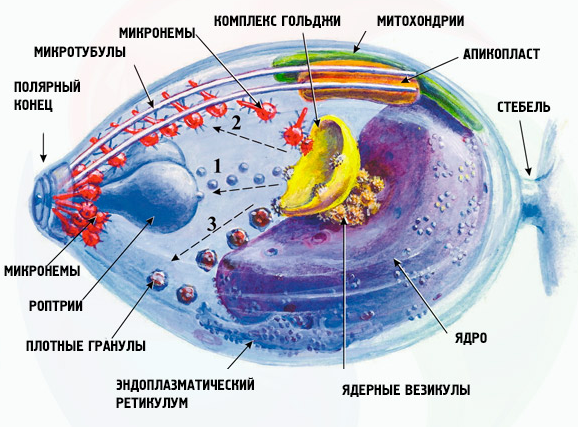 КОМПЛЕКС ГОЛЬДЖИ
МИТОХОНДРИИ
МИКРОНЕМЫ
МИКРОТУБУЛЫ
АПИКОПЛАСТ
ПОЛЯРНЫЙ
КОНЕЦ
СТЕБЕЛЬ
2
1
3
МИКРОНЕМЫ
РОПТРИИ
ПЛОТНЫЕ ГРАНУЛЫ
ЯДРО
ЭНДОПЛАЗМАТИЧЕСКИЙ
РЕТИКУЛУМ
ЯДЕРНЫЕ ВЕЗИКУЛЫ